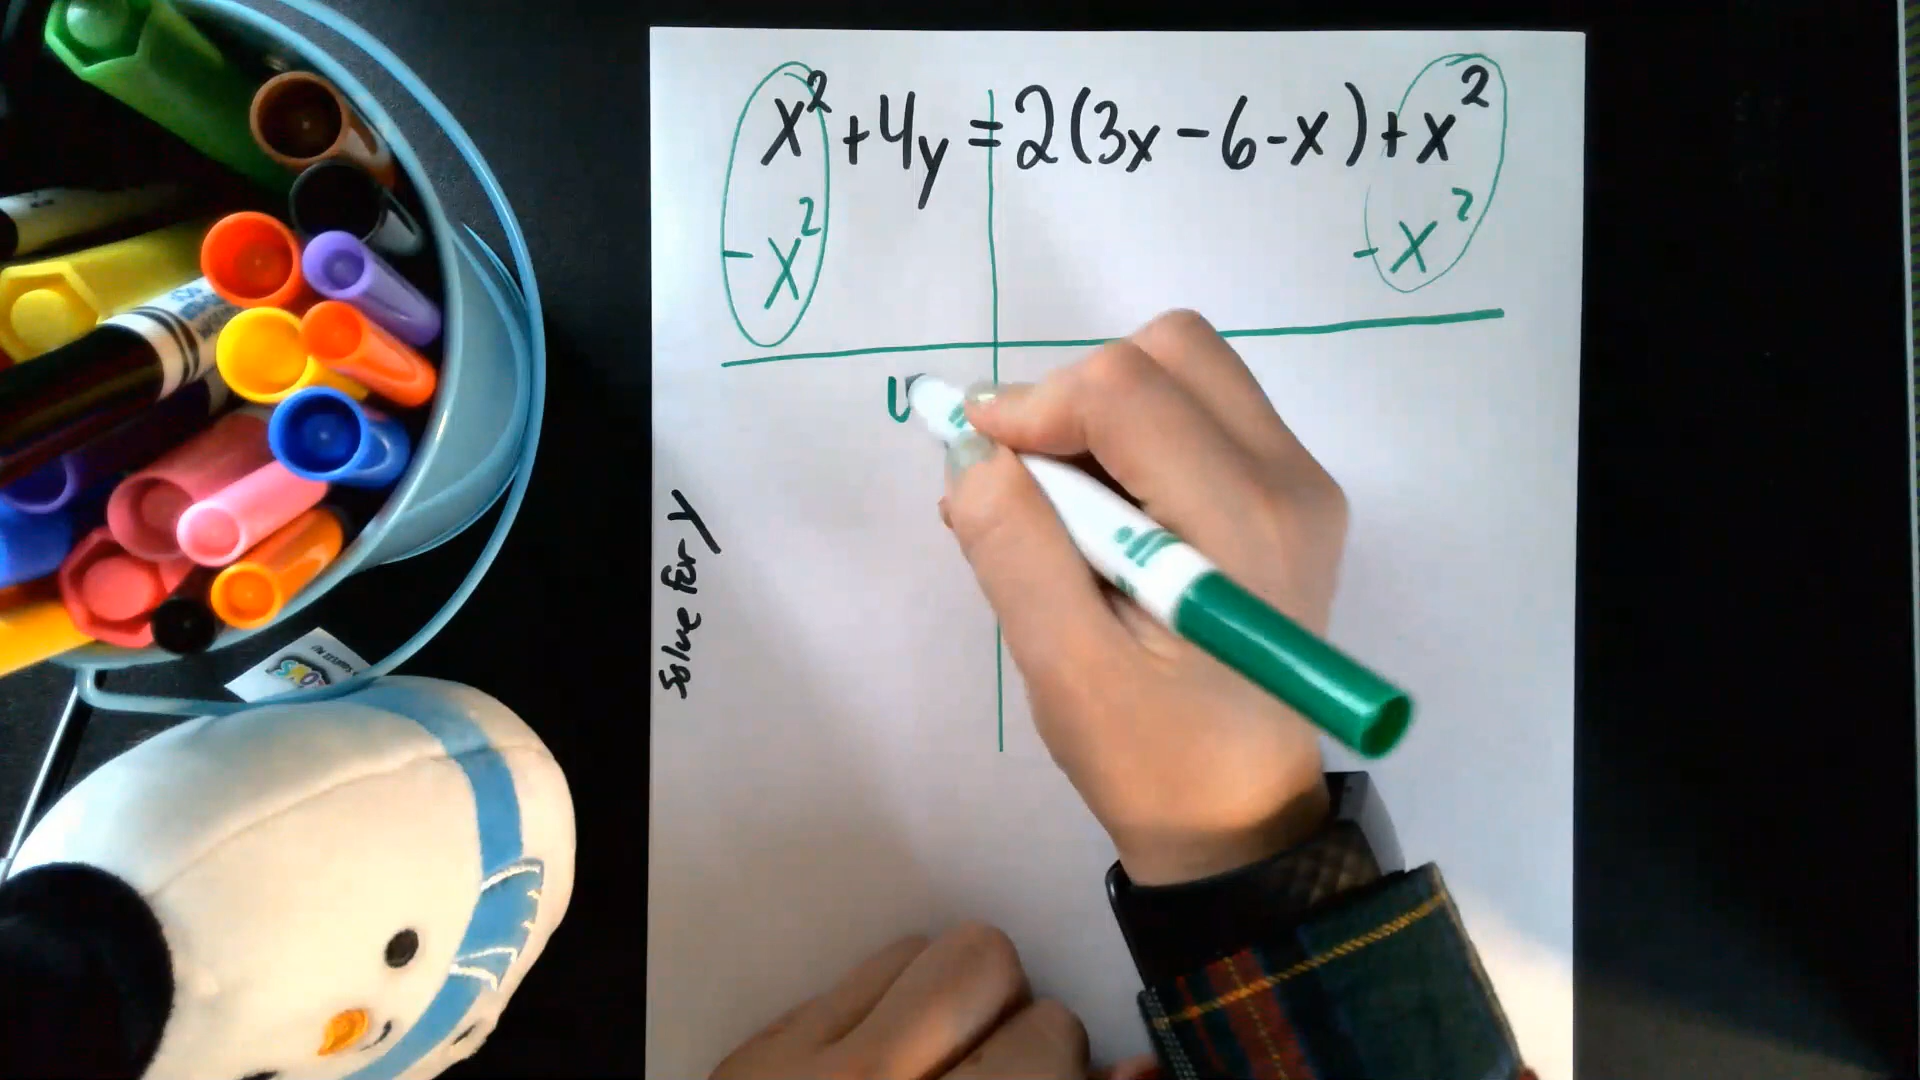 x² + 4y = 2(3x - 6 - x) + x²
- x² - x²
Solve for y